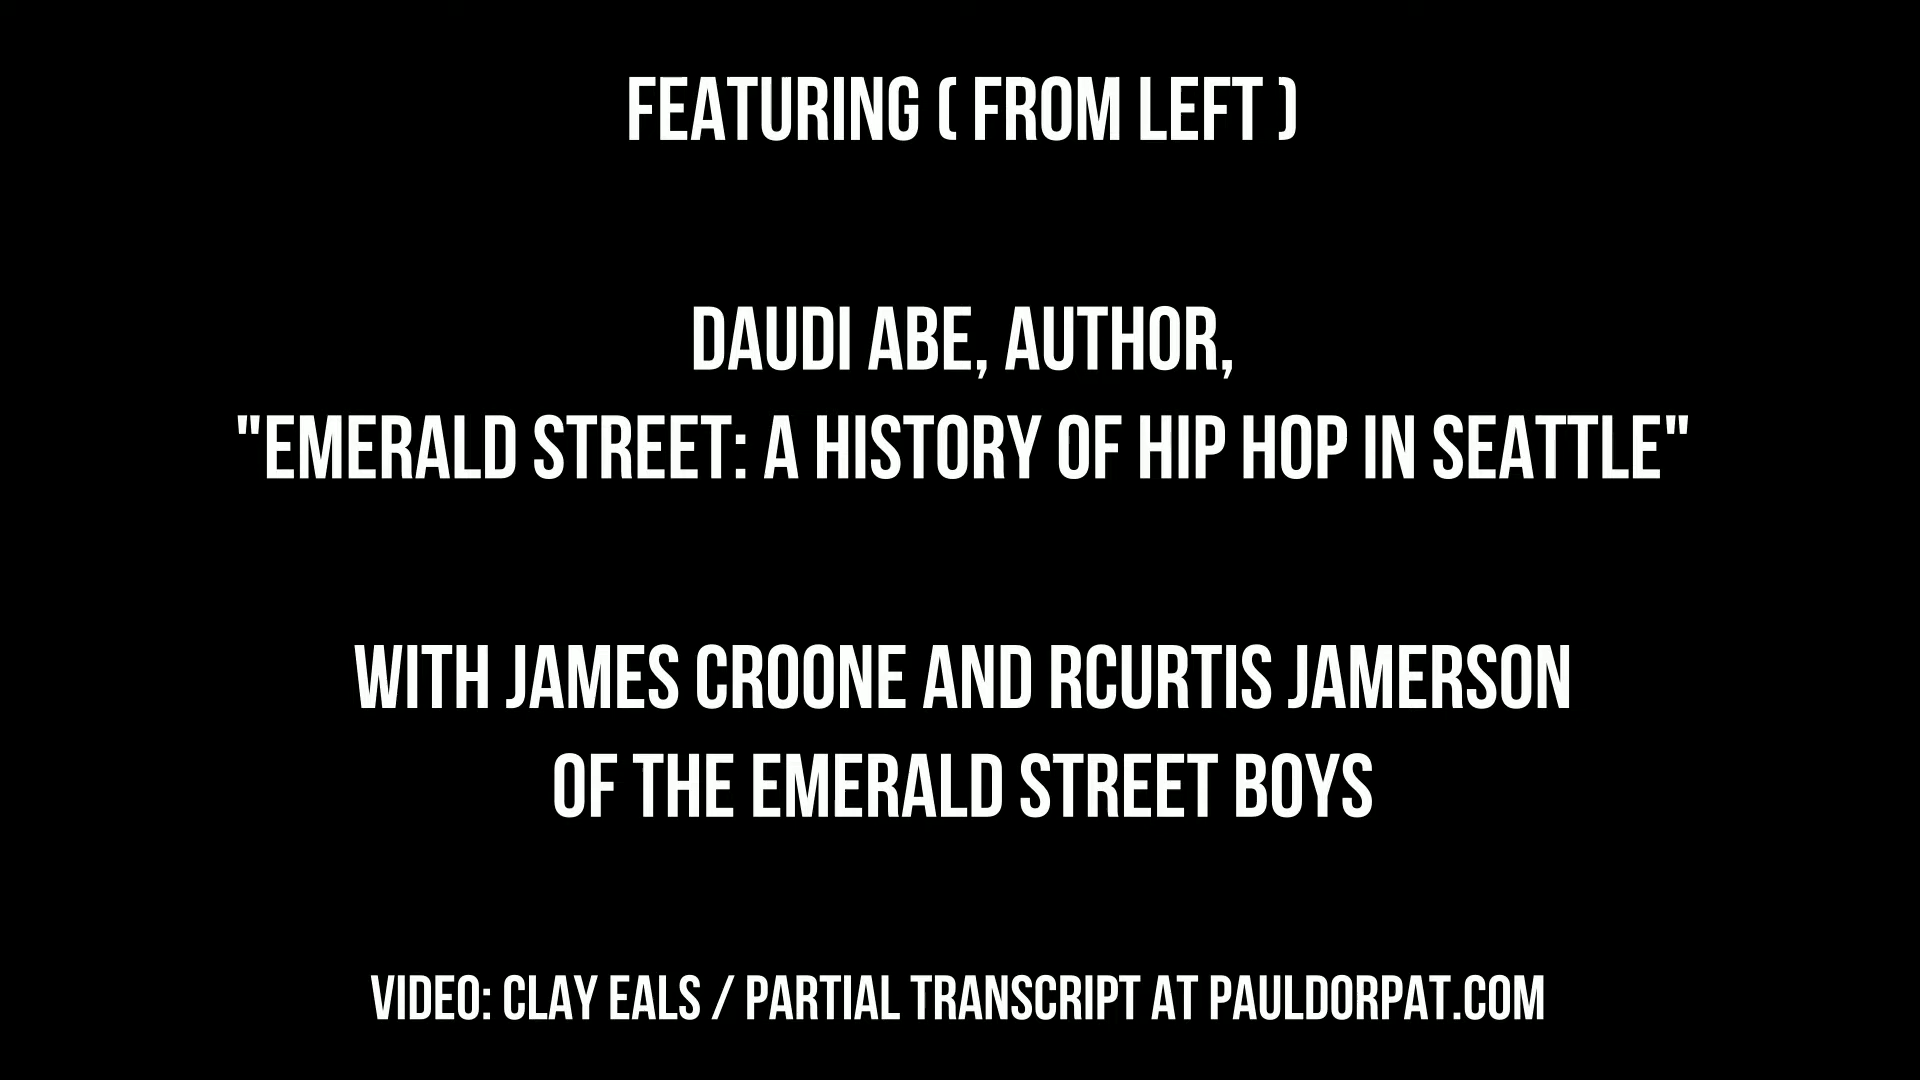 FEATURING ( FROM LEFT )
DAUDI ABE, AUTHOR,
"EMERALD STREET: A HISTORY OF HIP HOP IN SEATTLE"
WITH JAMES CROONE AND RCURTIS JAMERSON
OF THE EMERALD STREET BOYS
VIDEO: CLAY EALS / PARTIAL TRANSCRIPT AT PAULDORPAT.COM